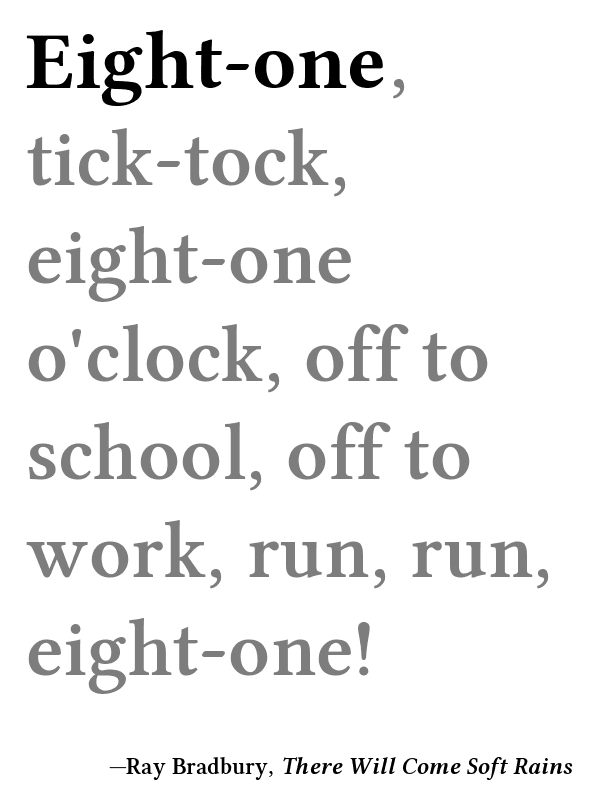 Eight-one,
tick-tock,
eight-one
o'clock, off to
school, off to
work, run, run,
eight-one!
—Ray Bradbury, There Will Come Soft Rains